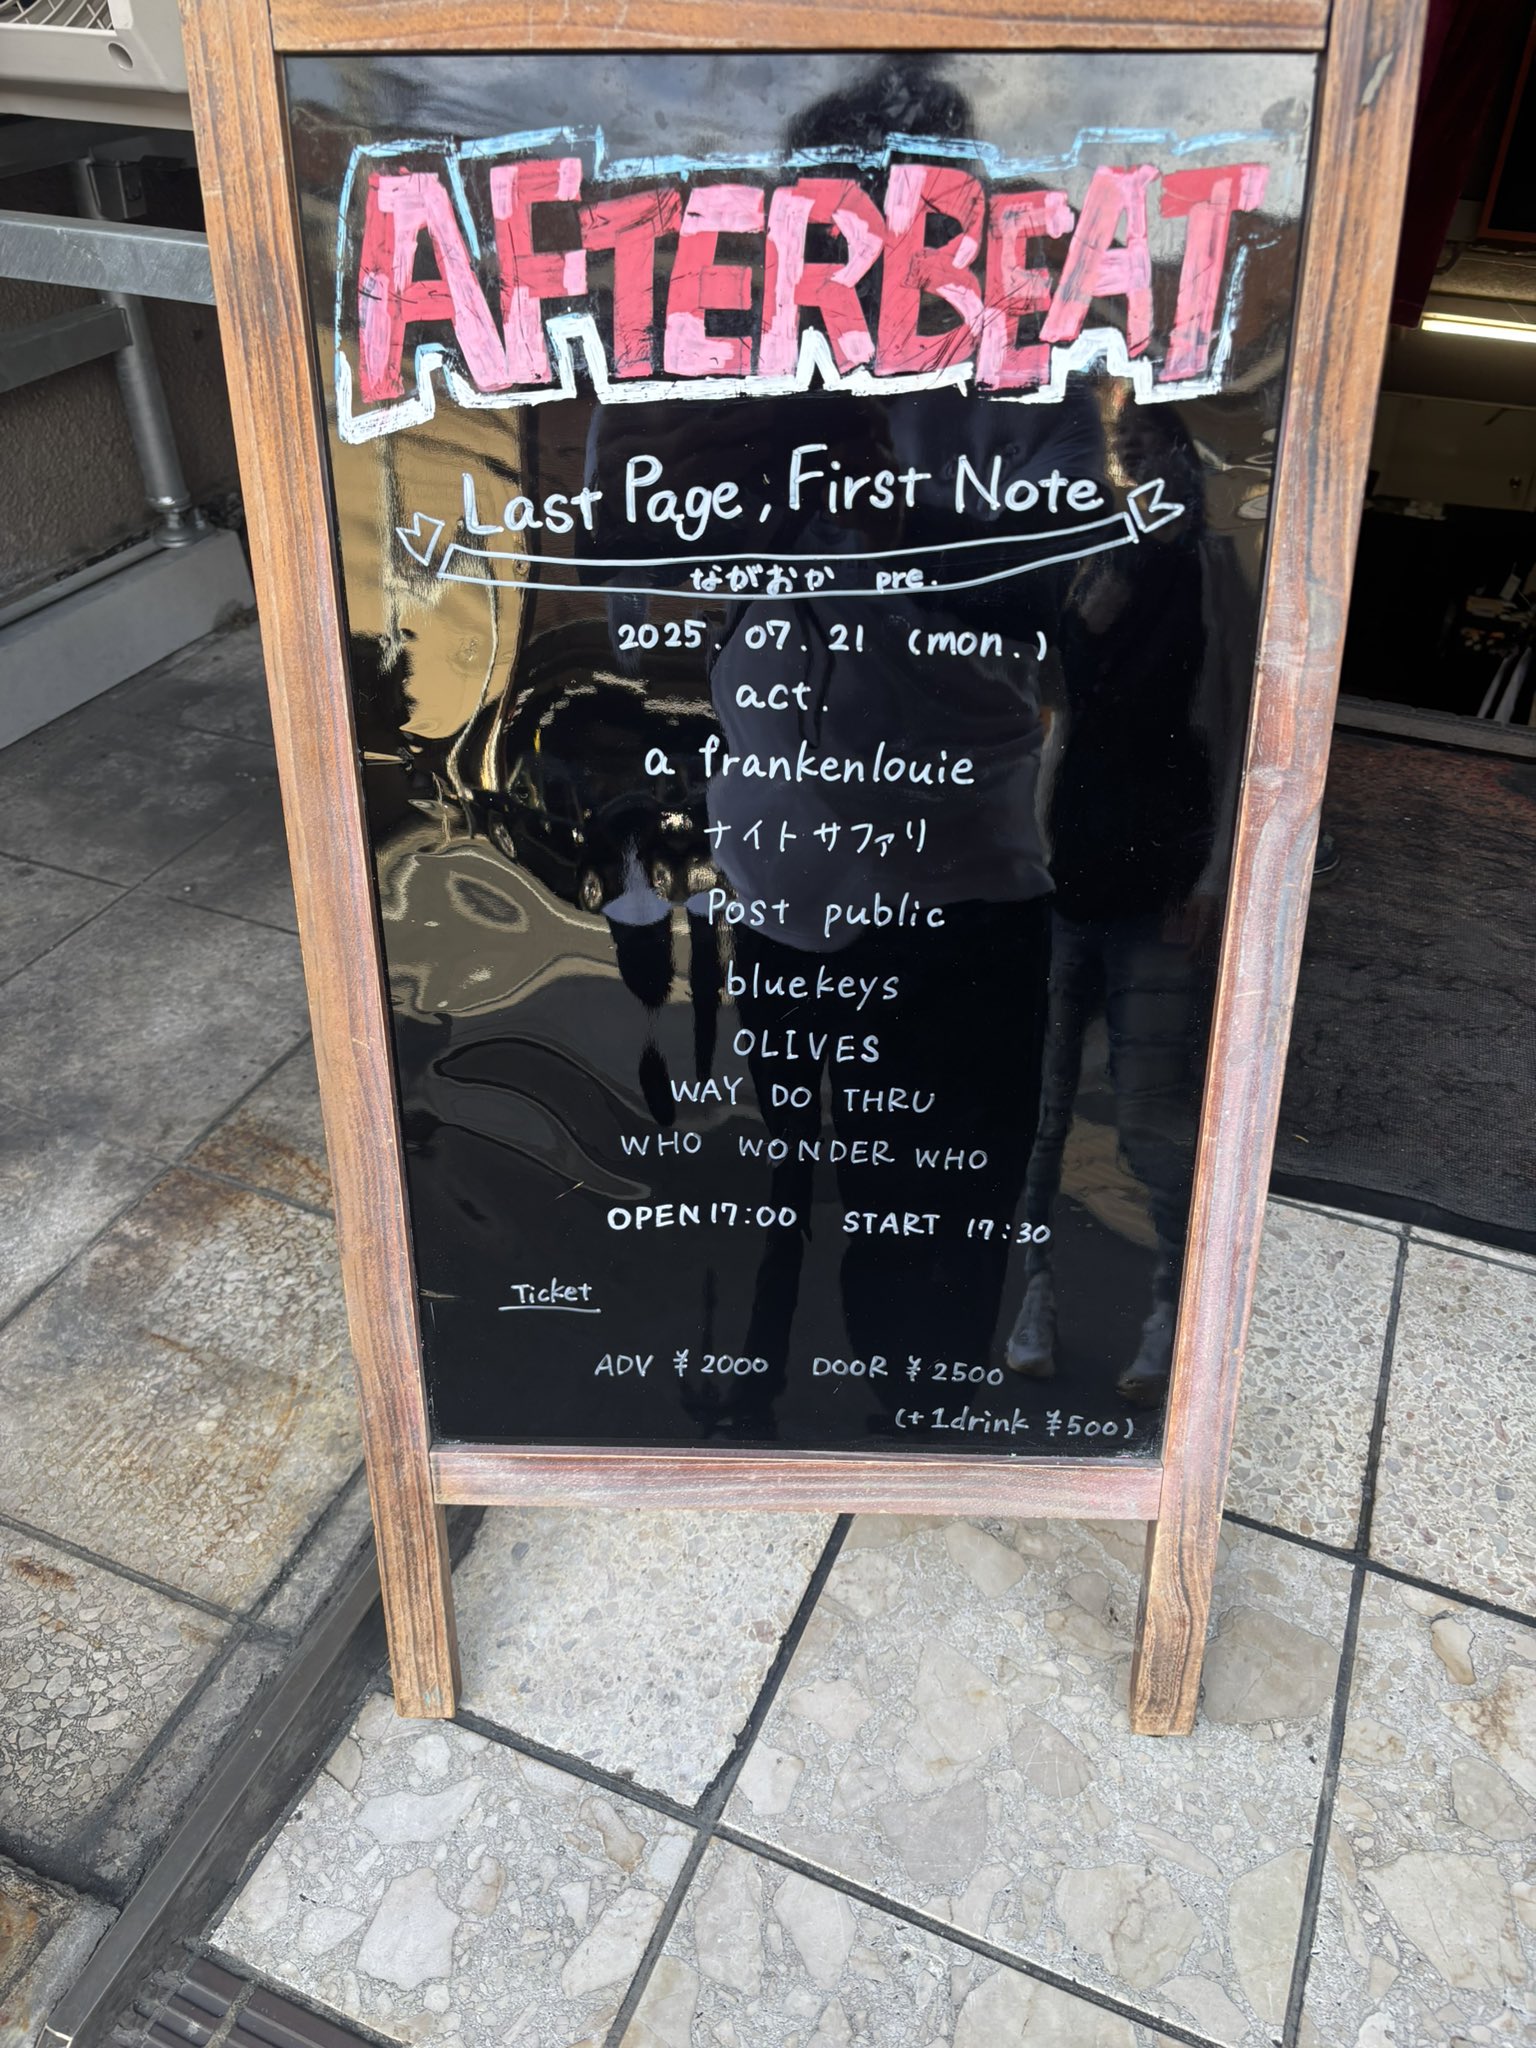 AFTERBEAT
Last Page, First Note
ながおか pre.
2025. 07. 21 (mon.)
act.
a frankenlouie
ナイトサファリ
Post public
bluekeys
OLIVES
WAY DO THRU
WHO WONDER WHO
OPEN 17:00 START 17:30
Ticket
ADV ¥2000 DOOR ¥2500
(+1drink ¥500)